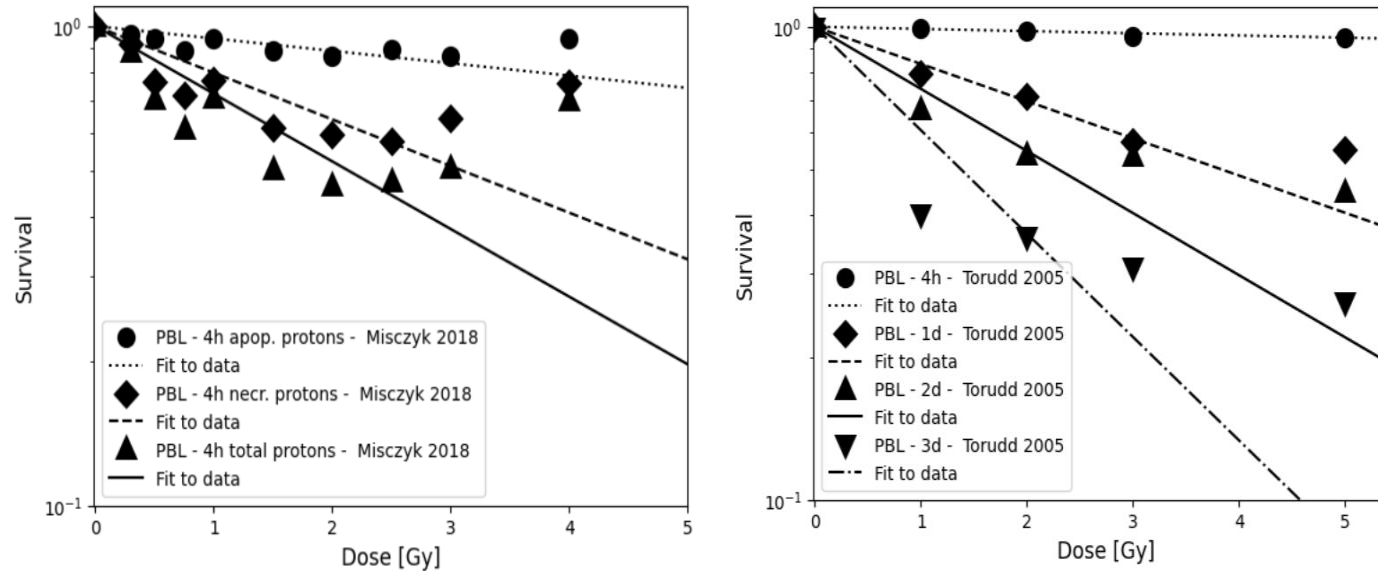 10⁰
10⁻¹
Survival
PBL - 4h apop. protons - Misczyk 2018
Fit to data
PBL - 4h necr. protons - Misczyk 2018
Fit to data
PBL - 4h total protons - Misczyk 2018
Fit to data
0 1 2 3 4 5
Dose [Gy]
10⁰
10⁻¹
Survival
PBL - 4h - Torudd 2005
Fit to data
PBL - 1d - Torudd 2005
Fit to data
PBL - 2d - Torudd 2005
Fit to data
PBL - 3d - Torudd 2005
Fit to data
0 1 2 3 4 5
Dose [Gy]